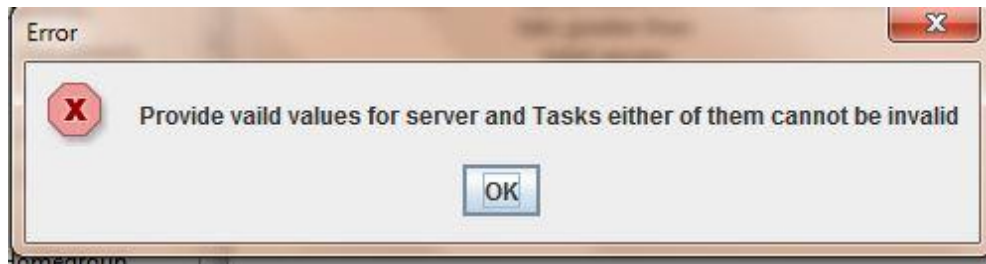 Error
Provide vaild values for server and Tasks either of them cannot be invalid
OK